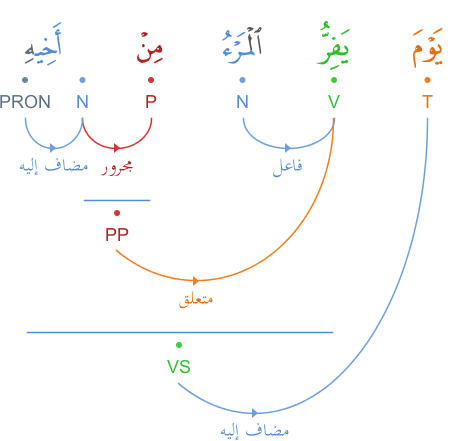 يَوْمَ يَفِرُّ ٱلْمَرْءُ مِنْ أَخِيهِ
T V N P N PRON
فاعل مجرور مضاف إليه
PP
متعلق
VS
مضاف إليه